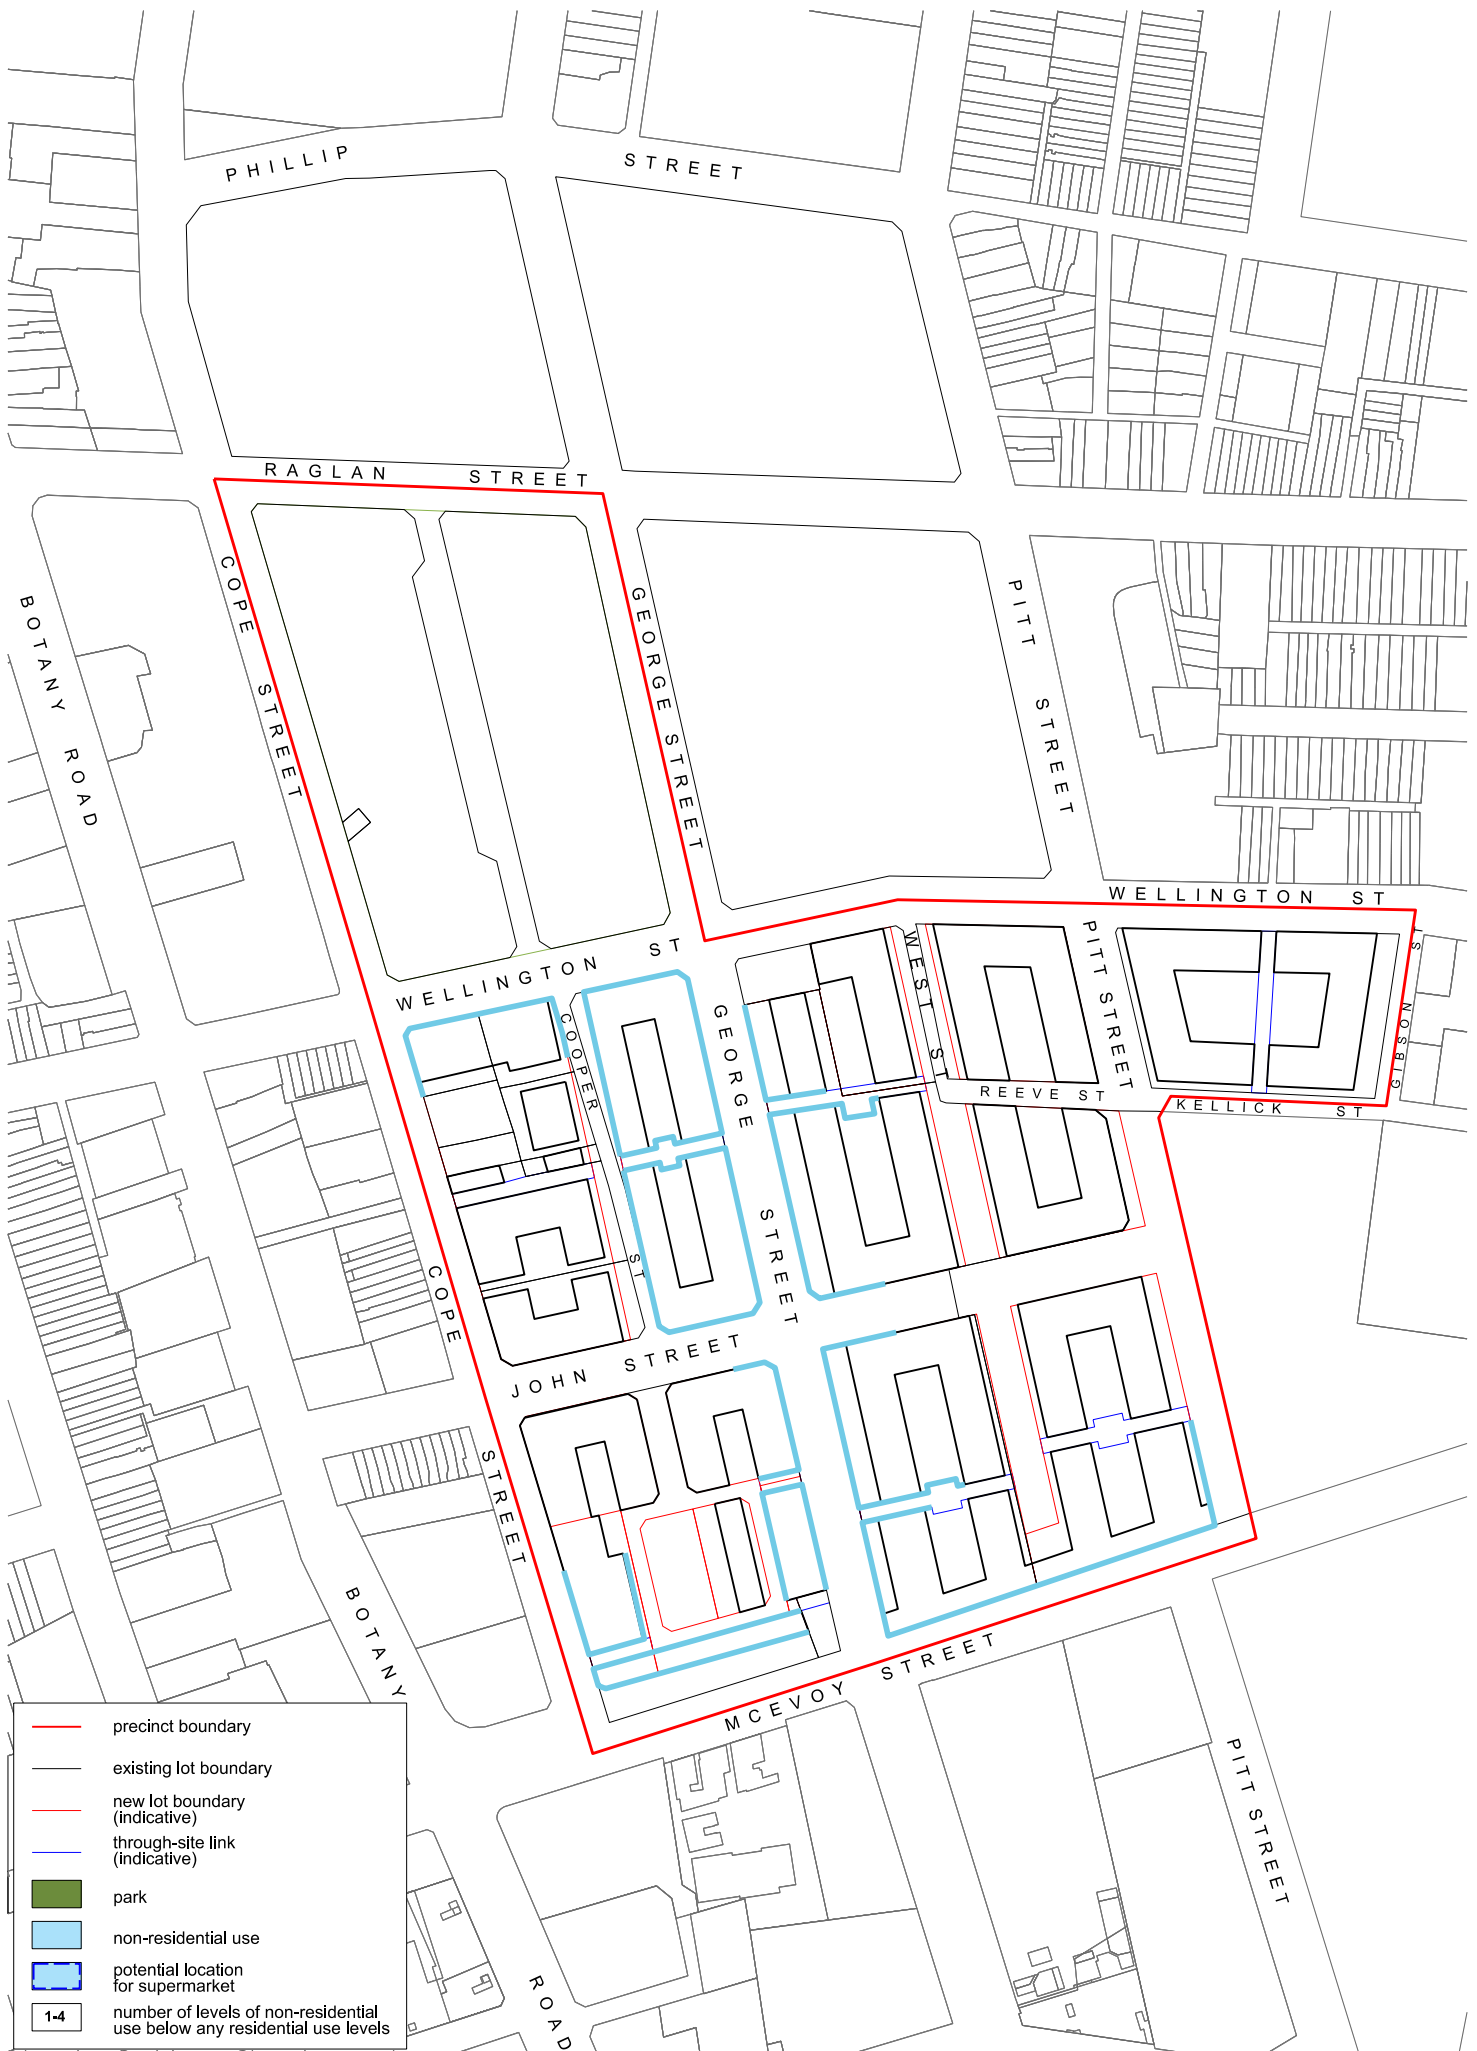 PHILLIP STREET
RAGLAN STREET
COPE STREET
GEORGE STREET
PITT STREET
BOTANY ROAD
WELLINGTON ST
WELLINGTON ST
WEST ST
PITT STREET
GIBSON ST
COOPER ST
GEORGE STREET
REEVE ST
KELLICK ST
COPE STREET
JOHN STREET
BOTANY ROAD
MCEVOY STREET
PITT STREET
precinct boundary
existing lot boundary
new lot boundary
(indicative)
through-site link
(indicative)
park
non-residential use
potential location
for supermarket
1-4
number of levels of non-residential
use below any residential use levels